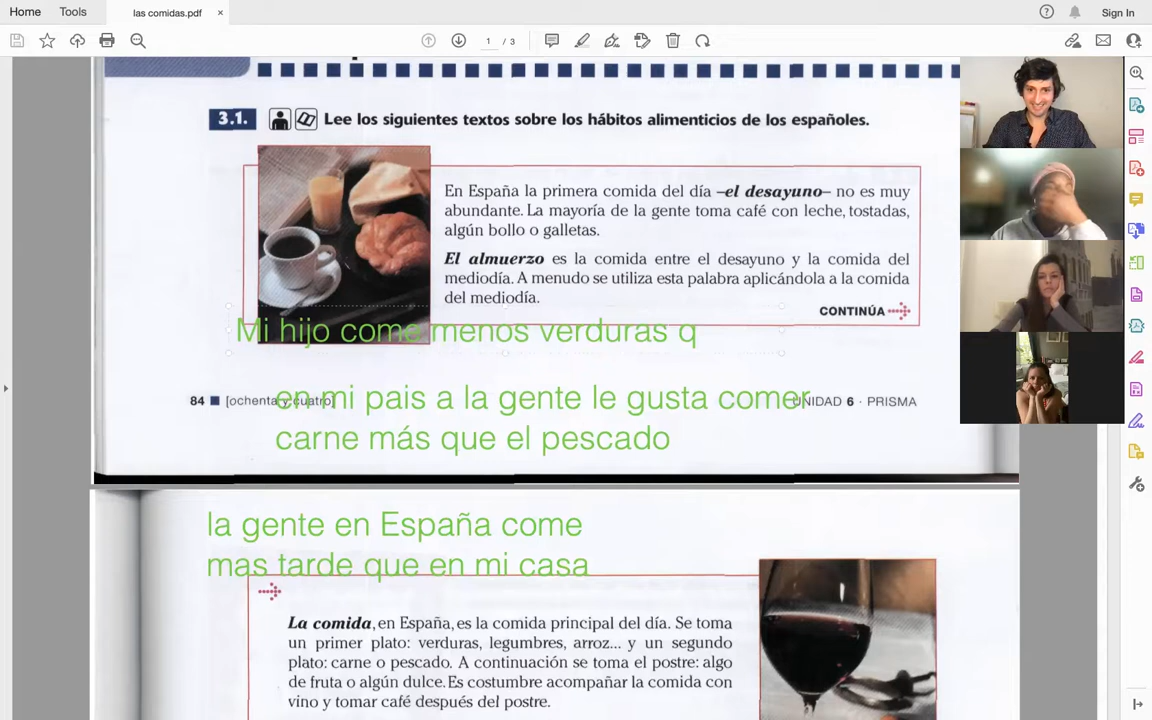 Home Tools las comidas.pdf × Sign In
1 / 3
3.1. Lee los siguientes textos sobre los hábitos alimenticios de los españoles.
En España la primera comida del día –el desayuno– no es muy
abundante. La mayoría de la gente toma café con leche, tostadas,
algún bollo o galletas.
El almuerzo es la comida entre el desayuno y la comida del
mediodía. A menudo se utiliza esta palabra aplicándola a la comida
del mediodía.
CONTINÚA
Mi hijo come menos verduras q
en mi pais a la gente le gusta comer
carne más que el pescado
84 [ochenta y cuatro] UNIDAD 6 · PRISMA
la gente en España come
mas tarde que en mi casa
La comida, en España, es la comida principal del día. Se toma
un primer plato: verduras, legumbres, arroz... y un segundo
plato: carne o pescado. A continuación se toma el postre: algo
de fruta o algún dulce. Es costumbre acompañar la comida con
vino y tomar café después del postre.